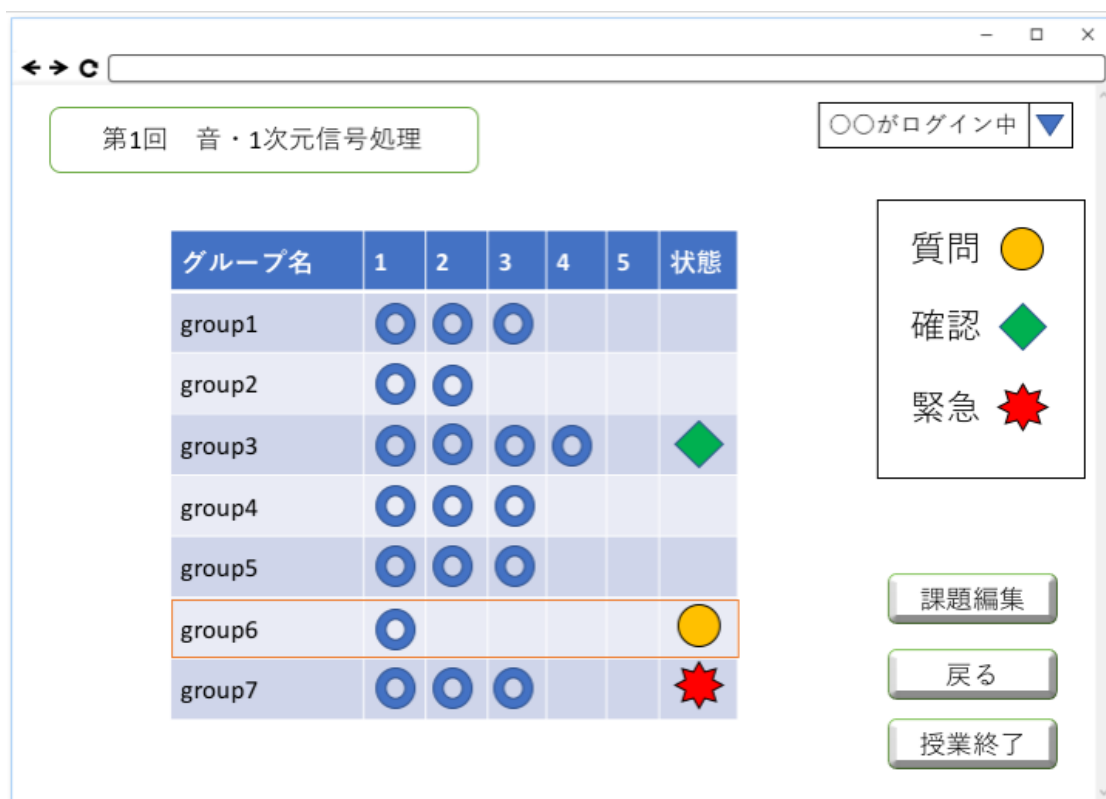 第1回　音・1次元信号処理
〇〇がログイン中
グループ名 1 2 3 4 5 状態
group1
group2
group3
group4
group5
group6
group7
質問
確認
緊急
課題編集
戻る
授業終了